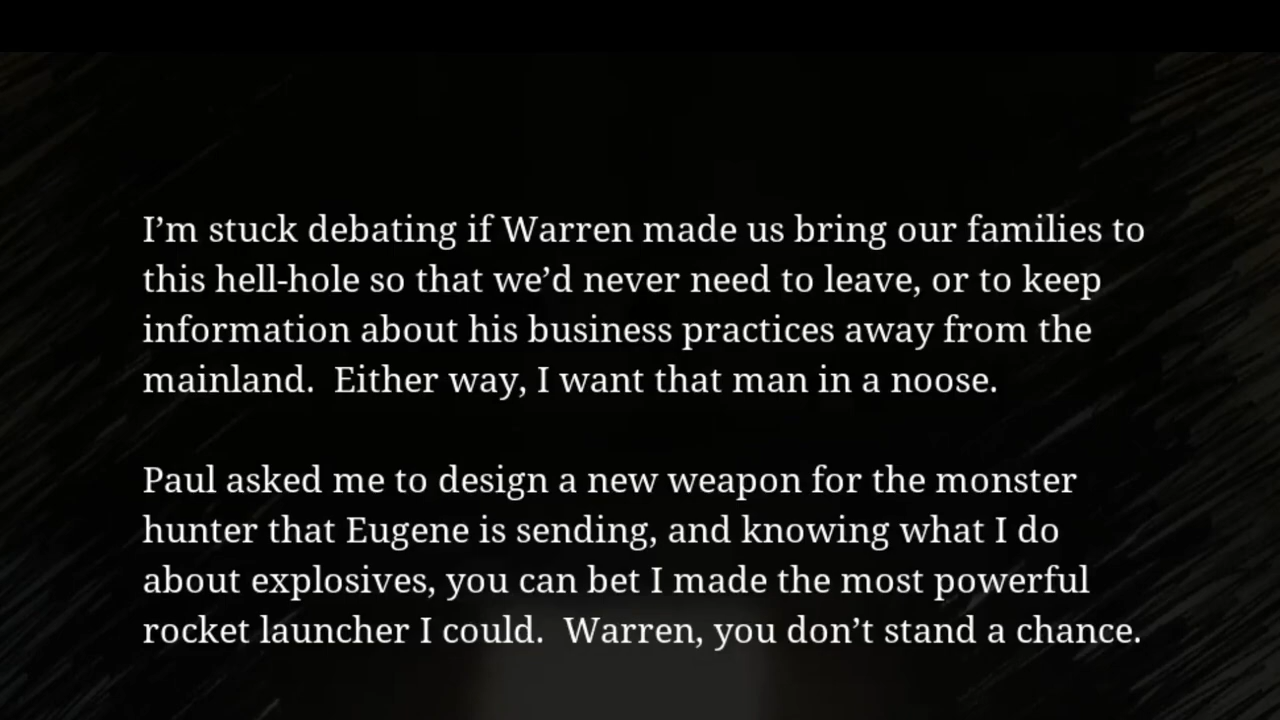 I’m stuck debating if Warren made us bring our families to
this hell-hole so that we’d never need to leave, or to keep
information about his business practices away from the
mainland.  Either way, I want that man in a noose.

Paul asked me to design a new weapon for the monster
hunter that Eugene is sending, and knowing what I do
about explosives, you can bet I made the most powerful
rocket launcher I could.  Warren, you don’t stand a chance.